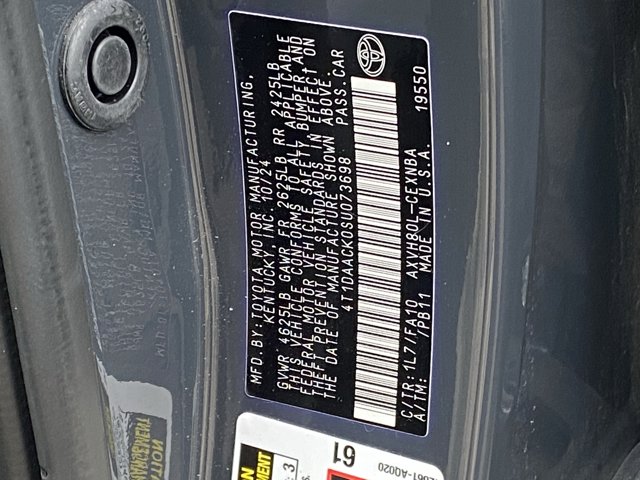 MFD.BY:TOYOTA MOTOR MANUFACTURING,
KENTUCKY, INC. 10/24
GVWR 4625LB GAWR FR 2625LB RR 2425LB
THIS VEHICLE CONFORMS TO ALL APPLICABLE
FEDERAL MOTOR VEHICLE SAFETY, BUMPER, AND
THEFT PREVENTION STANDARDS IN EFFECT ON
THE DATE OF MANUFACTURE SHOWN ABOVE.
4T1DAACK0SU073698 PASS. CAR
C/TR:1L7/FA10 AXVH80L-CEXNBA 19550
A/TM: /PB11 MADE IN U.S.A.
61